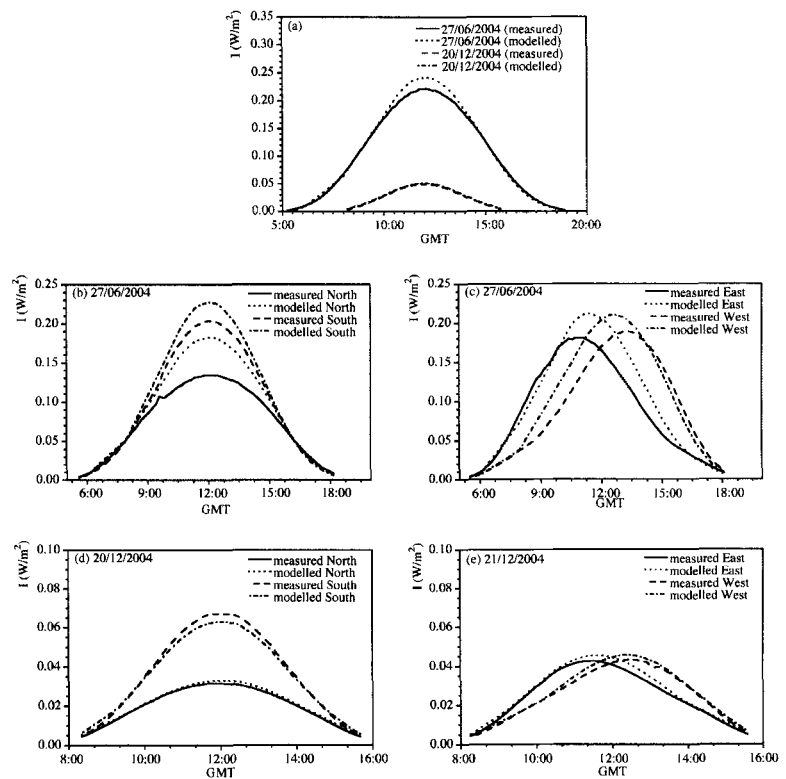 I (W/m²)
0.35
0.30
0.25
0.20
0.15
0.10
0.05
0.00
(a)
27/06/2004 (measured)
27/06/2004 (modelled)
20/12/2004 (measured)
20/12/2004 (modelled)
5:00 10:00 15:00 20:00
GMT
I (W/m²)
0.25
0.20
0.15
0.10
0.05
0.00
(b) 27/06/2004
measured North
modelled North
measured South
modelled South
6:00 9:00 12:00 15:00 18:00
GMT
I (W/m²)
0.25
0.20
0.15
0.10
0.05
0.00
(c) 27/06/2004
measured East
modelled East
measured West
modelled West
6:00 9:00 12:00 15:00 18:00
GMT
I (W/m²)
0.10
0.08
0.06
0.04
0.02
0.00
(d) 20/12/2004
measured North
modelled North
measured South
modelled South
8:00 10:00 12:00 14:00 16:00
GMT
I (W/m²)
0.10
0.08
0.06
0.04
0.02
0.00
(e) 21/12/2004
measured East
modelled East
measured West
modelled West
8:00 10:00 12:00 14:00 16:00
GMT